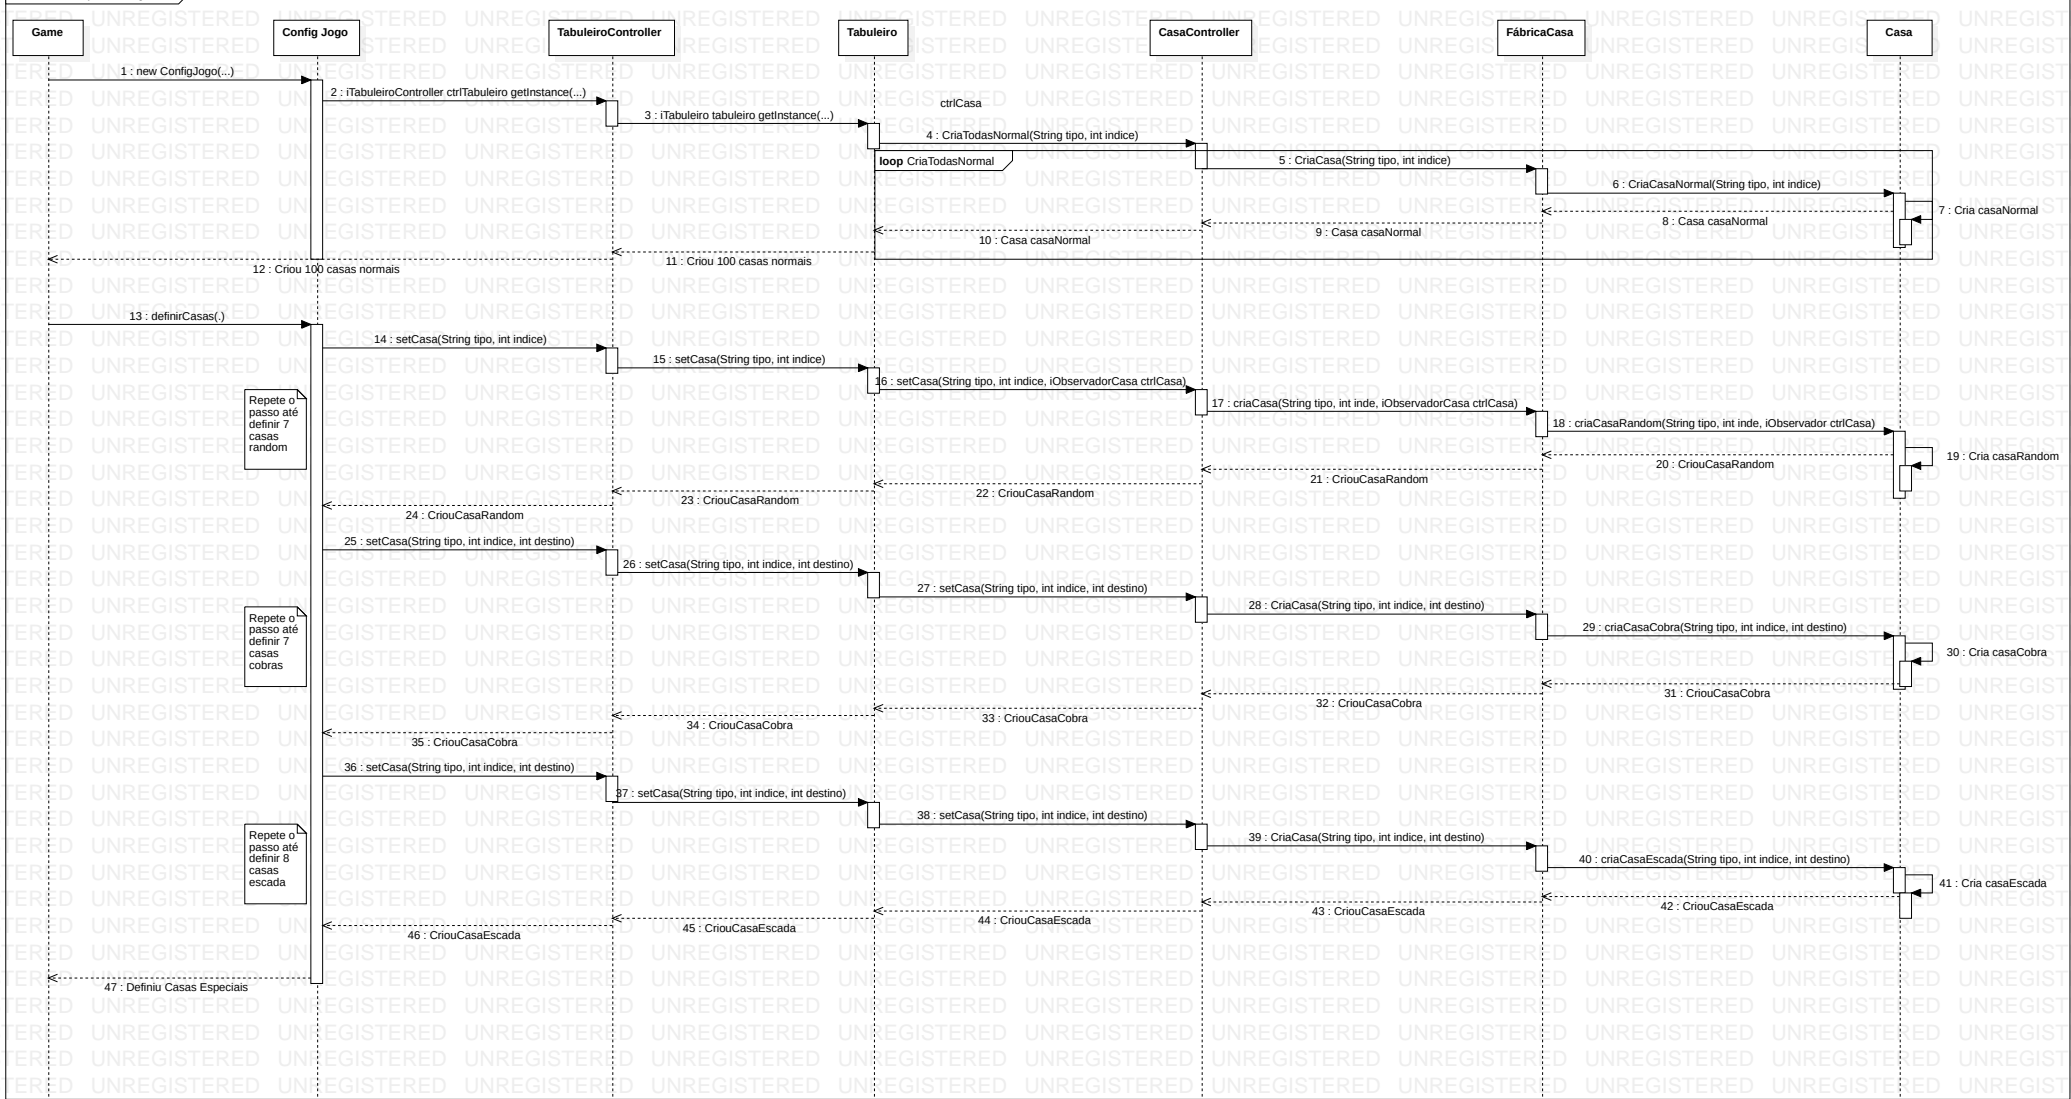 Game
Config Jogo
TabuleiroController
Tabuleiro
CasaController
FábricaCasa
Casa
1 : new ConfigJogo(...)
2 : iTabuleiroController ctrlTabuleiro getInstance(...)
3 : iTabuleiro tabuleiro getInstance(...)
ctrlCasa
4 : CriaTodasNormal(String tipo, int indice)
loop CriaTodasNormal
5 : CriaCasa(String tipo, int indice)
6 : CriaCasaNormal(String tipo, int indice)
7 : Cria casaNormal
8 : Casa casaNormal
9 : Casa casaNormal
10 : Casa casaNormal
11 : Criou 100 casas normais
12 : Criou 100 casas normais
13 : definirCasas(.)
14 : setCasa(String tipo, int indice)
15 : setCasa(String tipo, int indice)
16 : setCasa(String tipo, int indice, iObservadorCasa ctrlCasa)
17 : criaCasa(String tipo, int inde, iObservadorCasa ctrlCasa)
18 : criaCasaRandom(String tipo, int inde, iObservador ctrlCasa)
Repete o
passo até
definir 7
casas
random
19 : Cria casaRandom
20 : CriouCasaRandom
21 : CriouCasaRandom
22 : CriouCasaRandom
23 : CriouCasaRandom
24 : CriouCasaRandom
25 : setCasa(String tipo, int indice, int destino)
26 : setCasa(String tipo, int indice, int destino)
27 : setCasa(String tipo, int indice, int destino)
28 : CriaCasa(String tipo, int indice, int destino)
29 : criaCasaCobra(String tipo, int indice, int destino)
Repete o
passo até
definir 7
casas
cobras
30 : Cria casaCobra
31 : CriouCasaCobra
32 : CriouCasaCobra
33 : CriouCasaCobra
34 : CriouCasaCobra
35 : CriouCasaCobra
36 : setCasa(String tipo, int indice, int destino)
37 : setCasa(String tipo, int indice, int destino)
38 : setCasa(String tipo, int indice, int destino)
39 : CriaCasa(String tipo, int indice, int destino)
40 : criaCasaEscada(String tipo, int indice, int destino)
Repete o
passo até
definir 8
casas
escada
41 : Cria casaEscada
42 : CriouCasaEscada
43 : CriouCasaEscada
44 : CriouCasaEscada
45 : CriouCasaEscada
46 : CriouCasaEscada
47 : Definiu Casas Especiais
UNREGISTERED